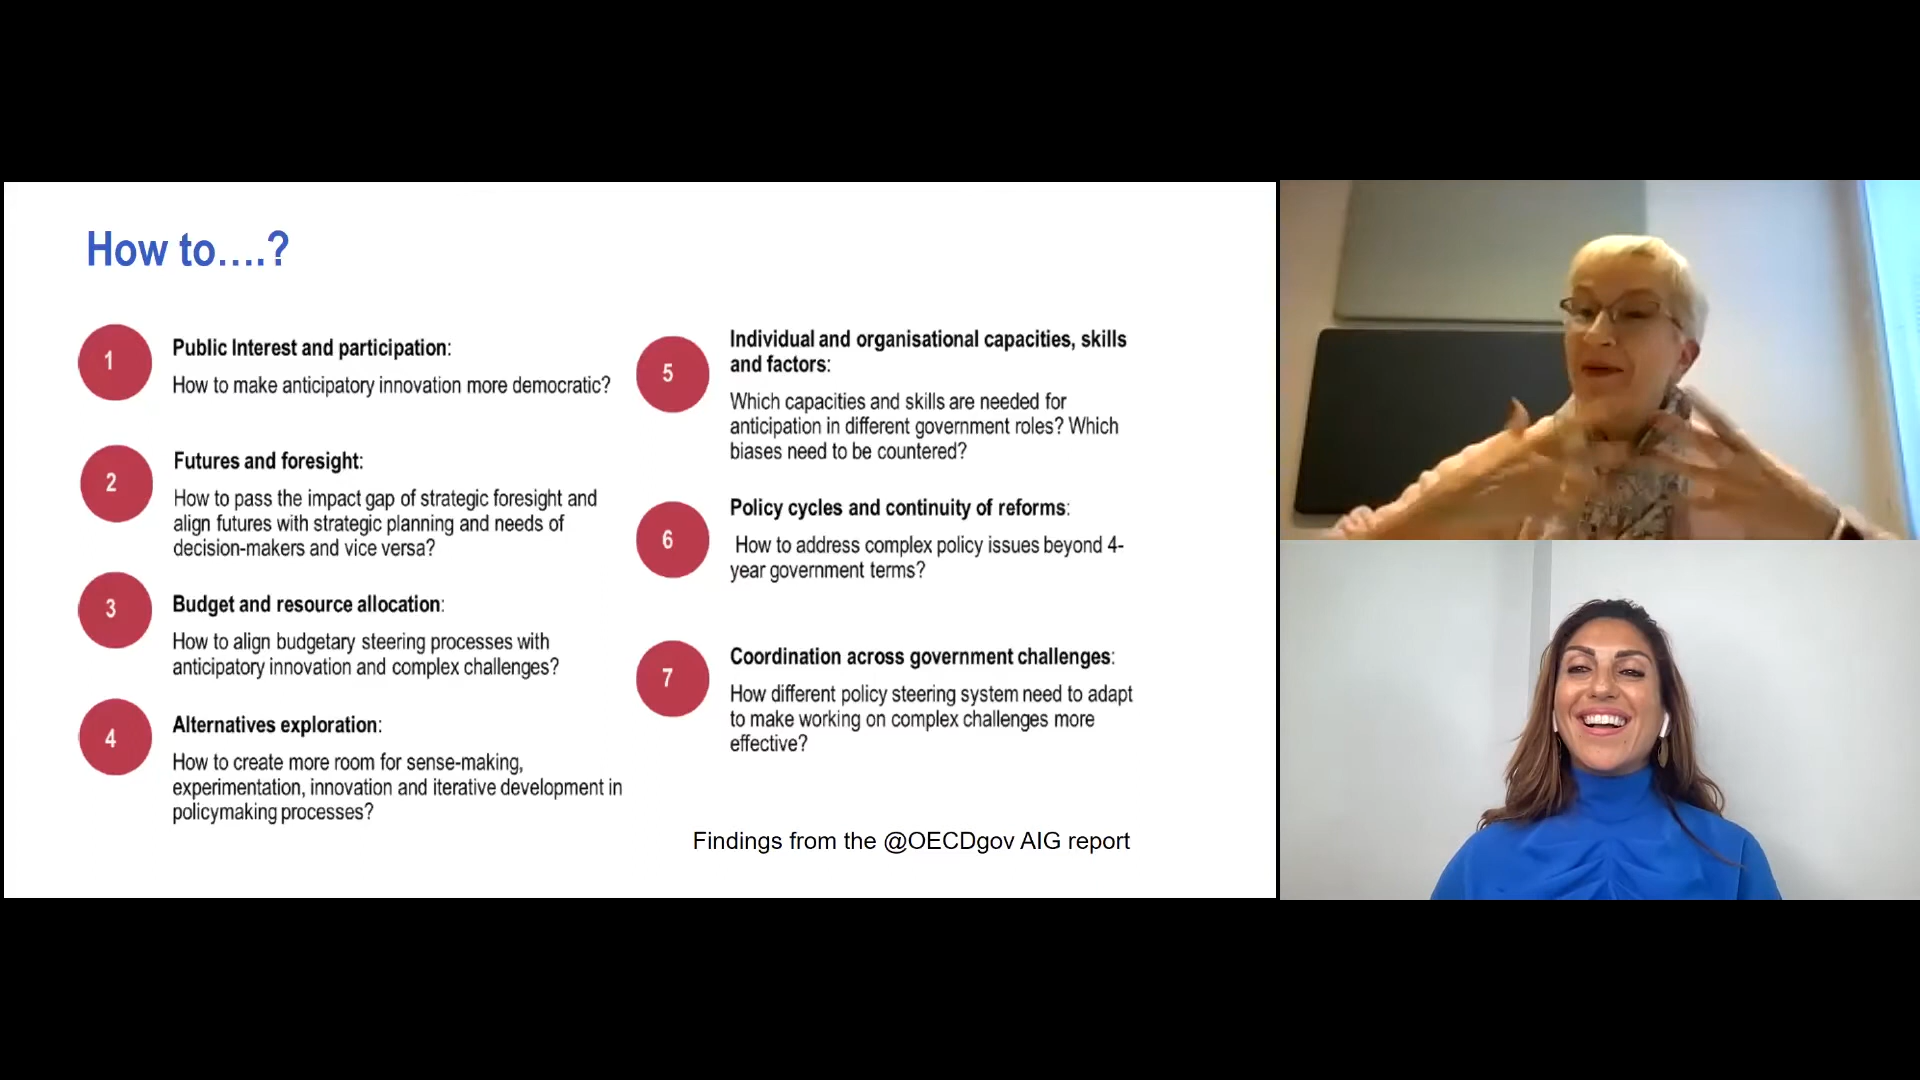 How to....?
1
Public Interest and participation:
How to make anticipatory innovation more democratic?
2
Futures and foresight:
How to pass the impact gap of strategic foresight and
align futures with strategic planning and needs of
decision-makers and vice versa?
3
Budget and resource allocation:
How to align budgetary steering processes with
anticipatory innovation and complex challenges?
4
Alternatives exploration:
How to create more room for sense-making,
experimentation, innovation and iterative development in
policymaking processes?
5
Individual and organisational capacities, skills
and factors:
Which capacities and skills are needed for
anticipation in different government roles? Which
biases need to be countered?
6
Policy cycles and continuity of reforms:
How to address complex policy issues beyond 4-
year government terms?
7
Coordination across government challenges:
How different policy steering system need to adapt
to make working on complex challenges more
effective?
Findings from the @OECDgov AIG report